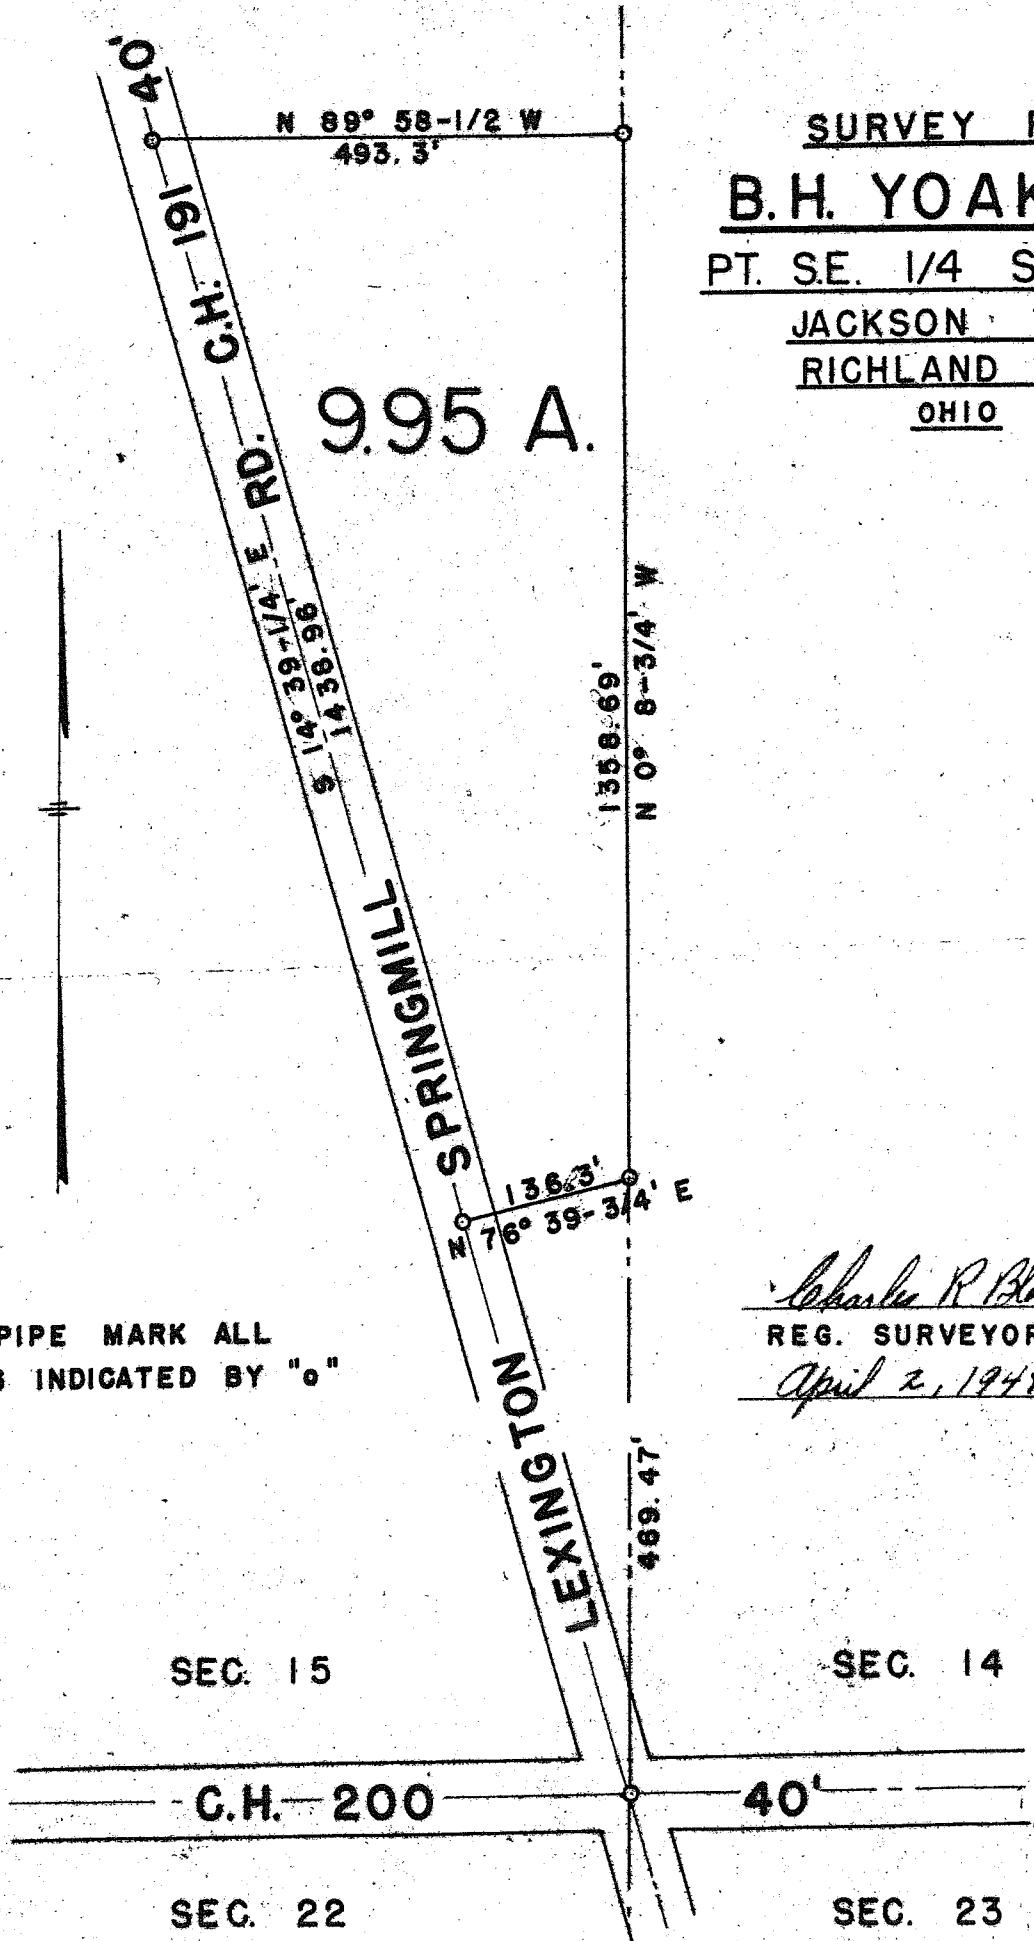 40'
N 89° 58-1/2 W
493.3'
SURVEY
B.H.
PT. S.E. 1/4
JACKSON
RICHLAND
OHIO
LEXINGTON SPRINGMILL RD. C.H. 191
9.95 A.
S 14° 39-1/4' E
1438.96'
1358.69'
N 0° 8-3/4' W
136.3'
N 76° 39-3/4' E
Charles R
REG. SURVEYOR
April 2,
PIPE MARK ALL
INDICATED BY "o"
469.47'
SEC. 15
SEC. 14
C.H. 200
40'
SEC. 22
SEC. 23